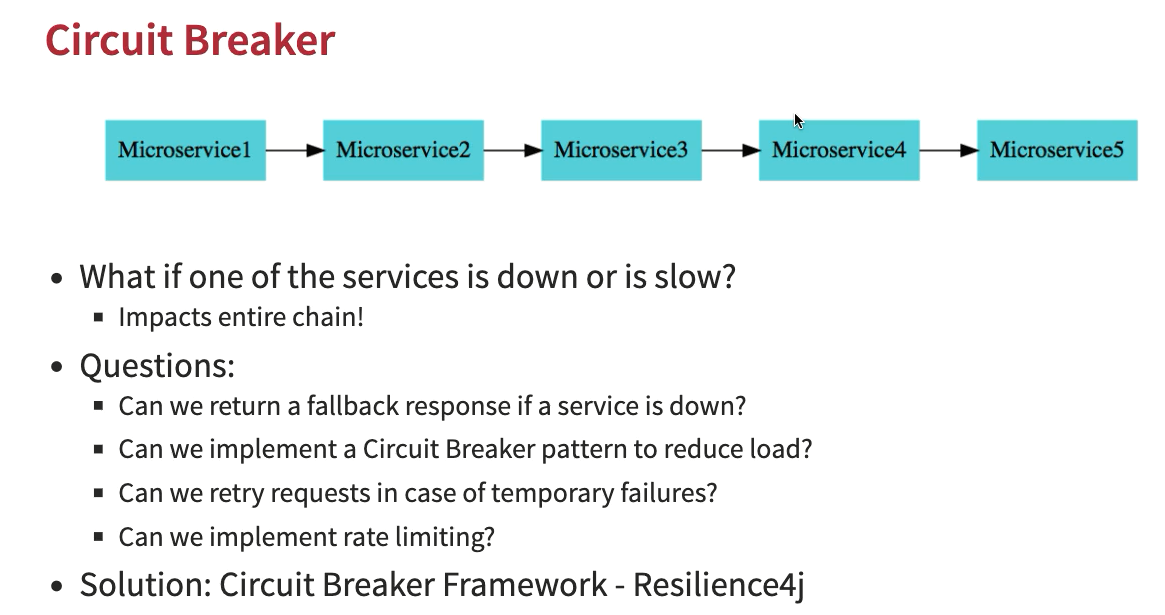 Circuit Breaker
Microservice1
Microservice2
Microservice3
Microservice4
Microservice5
• What if one of the services is down or is slow?
▪ Impacts entire chain!
• Questions:
▪ Can we return a fallback response if a service is down?
▪ Can we implement a Circuit Breaker pattern to reduce load?
▪ Can we retry requests in case of temporary failures?
▪ Can we implement rate limiting?
• Solution: Circuit Breaker Framework - Resilience4j